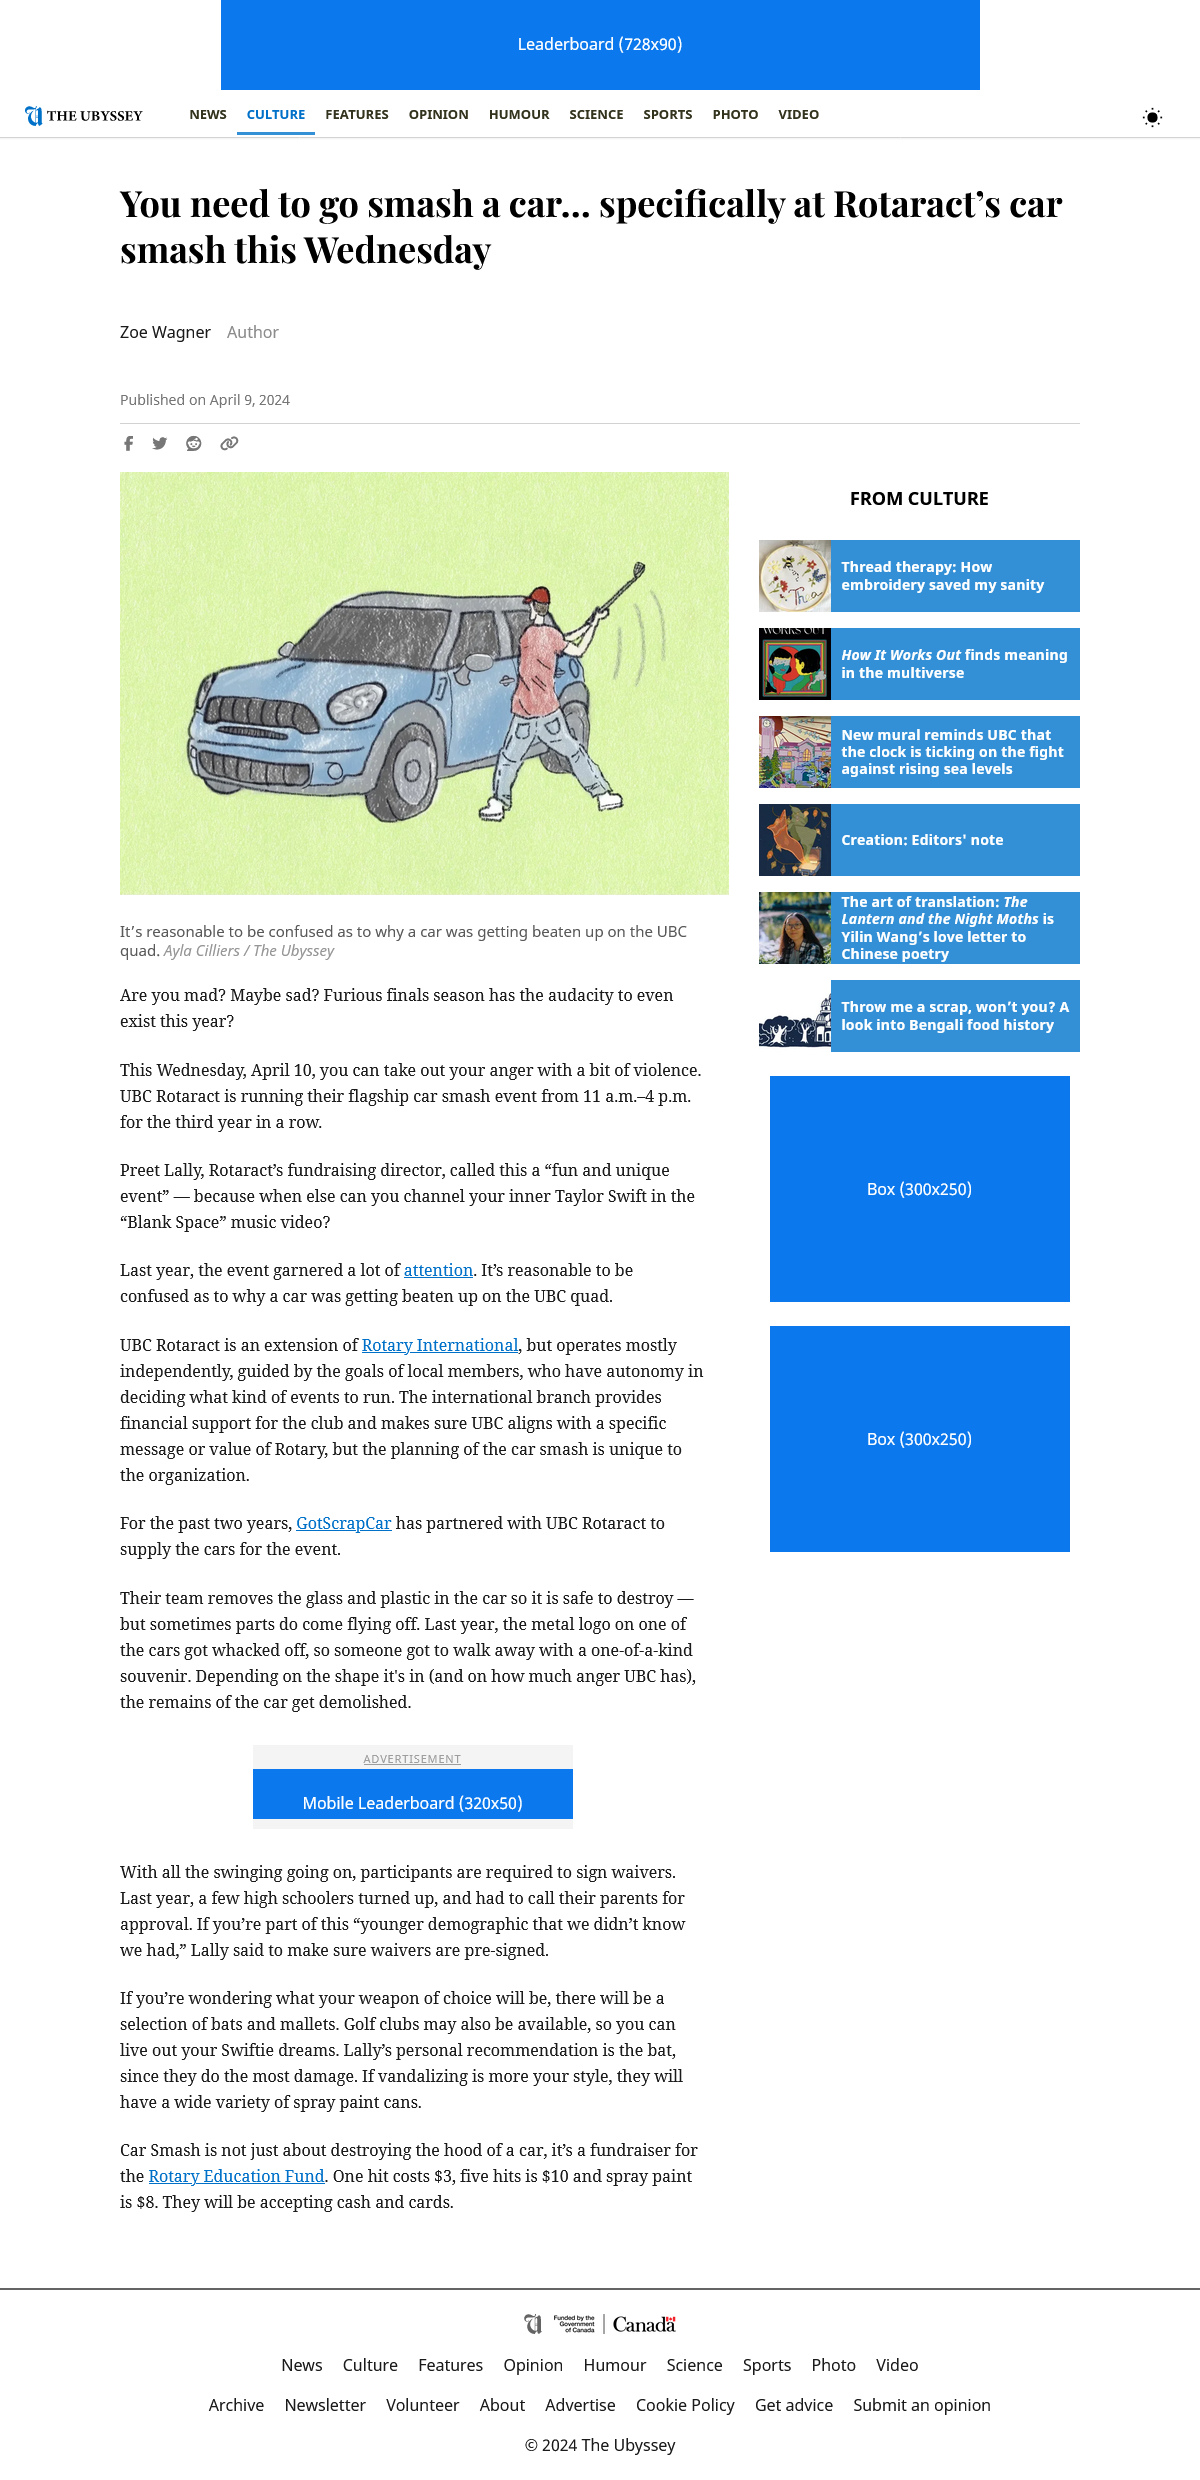 Leaderboard (728x90)
THE UBYSSEY
NEWS CULTURE FEATURES OPINION HUMOUR SCIENCE SPORTS PHOTO VIDEO
You need to go smash a car... specifically at Rotaract’s car
smash this Wednesday
Zoe Wagner Author
Published on April 9, 2024
It’s reasonable to be confused as to why a car was getting beaten up on the UBC
quad. Ayla Cilliers / The Ubyssey
Are you mad? Maybe sad? Furious finals season has the audacity to even
exist this year?
This Wednesday, April 10, you can take out your anger with a bit of violence.
UBC Rotaract is running their flagship car smash event from 11 a.m.–4 p.m.
for the third year in a row.
Preet Lally, Rotaract’s fundraising director, called this a “fun and unique
event” — because when else can you channel your inner Taylor Swift in the
“Blank Space” music video?
Last year, the event garnered a lot of attention. It’s reasonable to be
confused as to why a car was getting beaten up on the UBC quad.
UBC Rotaract is an extension of Rotary International, but operates mostly
independently, guided by the goals of local members, who have autonomy in
deciding what kind of events to run. The international branch provides
financial support for the club and makes sure UBC aligns with a specific
message or value of Rotary, but the planning of the car smash is unique to
the organization.
For the past two years, GotScrapCar has partnered with UBC Rotaract to
supply the cars for the event.
Their team removes the glass and plastic in the car so it is safe to destroy —
but sometimes parts do come flying off. Last year, the metal logo on one of
the cars got whacked off, so someone got to walk away with a one-of-a-kind
souvenir. Depending on the shape it's in (and on how much anger UBC has),
the remains of the car get demolished.
ADVERTISEMENT
Mobile Leaderboard (320x50)
With all the swinging going on, participants are required to sign waivers.
Last year, a few high schoolers turned up, and had to call their parents for
approval. If you’re part of this “younger demographic that we didn’t know
we had,” Lally said to make sure waivers are pre-signed.
If you’re wondering what your weapon of choice will be, there will be a
selection of bats and mallets. Golf clubs may also be available, so you can
live out your Swiftie dreams. Lally’s personal recommendation is the bat,
since they do the most damage. If vandalizing is more your style, they will
have a wide variety of spray paint cans.
Car Smash is not just about destroying the hood of a car, it’s a fundraiser for
the Rotary Education Fund. One hit costs $3, five hits is $10 and spray paint
is $8. They will be accepting cash and cards.
FROM CULTURE
Thread therapy: How
embroidery saved my sanity
WORKS OUT
How It Works Out finds meaning
in the multiverse
New mural reminds UBC that
the clock is ticking on the fight
against rising sea levels
Creation: Editors' note
The art of translation: The
Lantern and the Night Moths is
Yilin Wang’s love letter to
Chinese poetry
Throw me a scrap, won’t you? A
look into Bengali food history
Box (300x250)
Box (300x250)
Funded by the
Government
of Canada
Canada
News Culture Features Opinion Humour Science Sports Photo Video
Archive Newsletter Volunteer About Advertise Cookie Policy Get advice Submit an opinion
© 2024 The Ubyssey